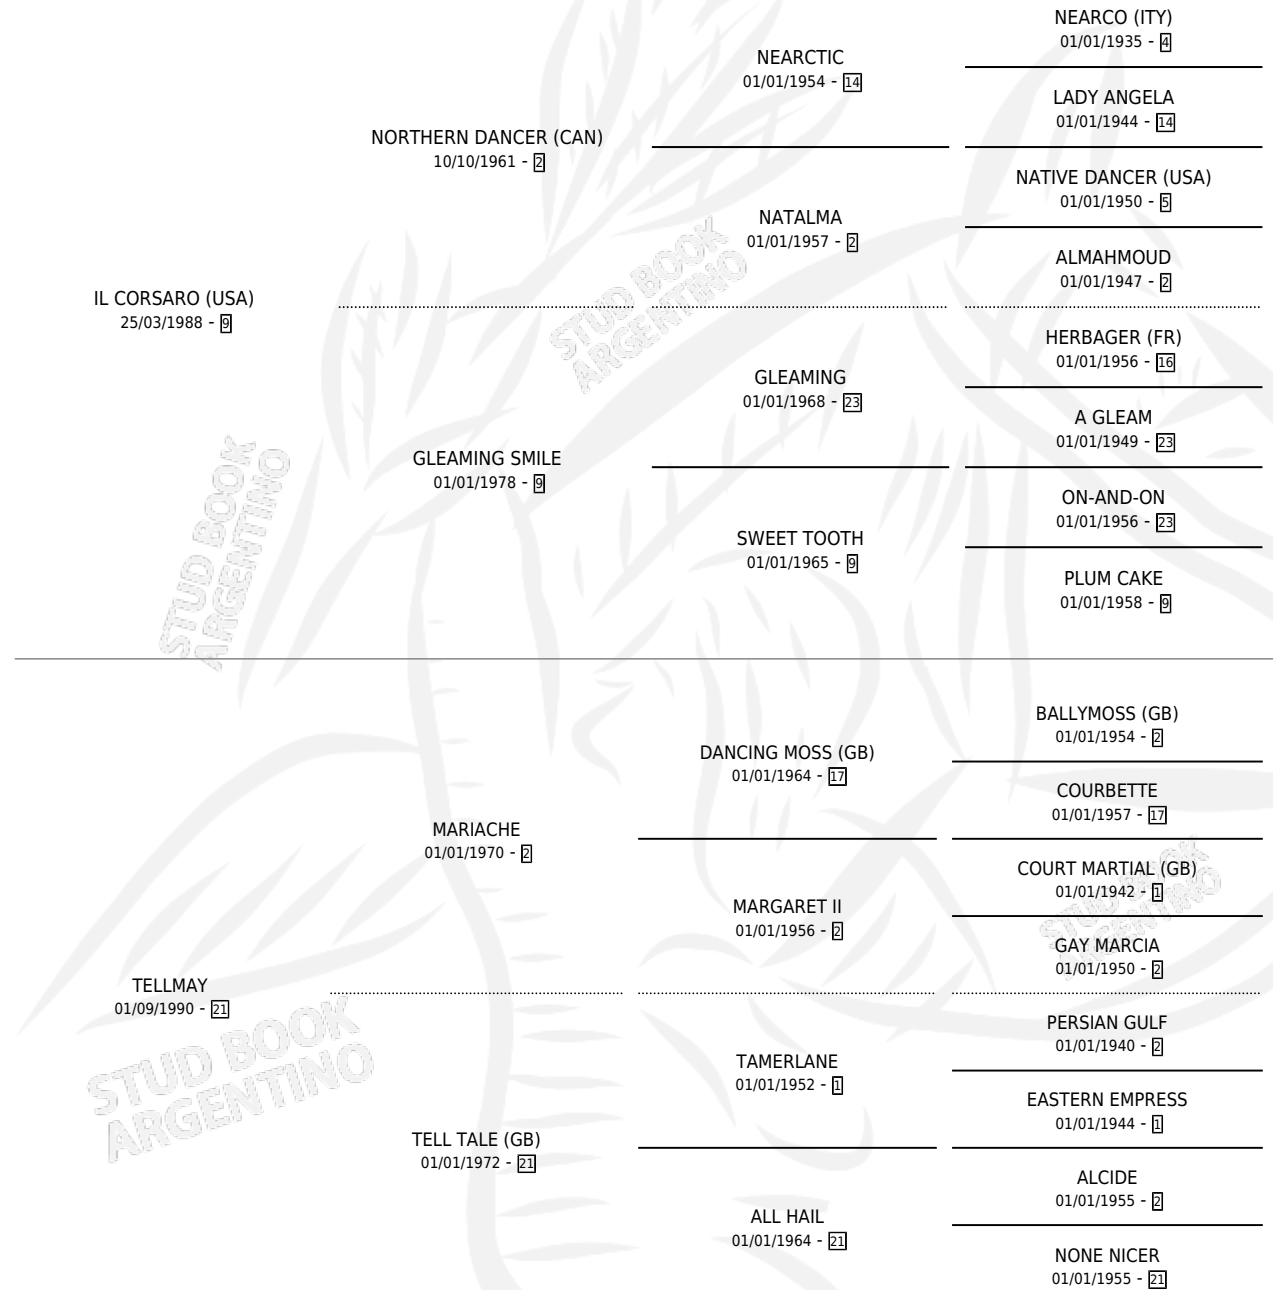 NEARCO (ITY)
01/01/1935 - 4
NEARCTIC
01/01/1954 - 14
LADY ANGELA
01/01/1944 - 14
NORTHERN DANCER (CAN)
10/10/1961 - 2
NATIVE DANCER (USA)
01/01/1950 - 5
NATALMA
01/01/1957 - 2
ALMAHMOUD
01/01/1947 - 2
IL CORSARO (USA)
25/03/1988 - 9
STUD BOOK
ARGENTINO
HERBAGER (FR)
01/01/1956 - 16
GLEAMING
01/01/1968 - 23
A GLEAM
01/01/1949 - 23
GLEAMING SMILE
01/01/1978 - 9
ON-AND-ON
01/01/1956 - 23
SWEET TOOTH
01/01/1965 - 9
PLUM CAKE
01/01/1958 - 9
STUD BOOK
ARGENTINO
BALLYMOSS (GB)
01/01/1954 - 2
DANCING MOSS (GB)
01/01/1964 - 17
COURBETTE
01/01/1957 - 17
MARIACHE
01/01/1970 - 2
COURT MARTIAL (GB)
01/01/1942 - 1
MARGARET II
01/01/1956 - 2
STUD BOOK
ARGENTINO
GAY MARCIA
01/01/1950 - 2
TELLMAY
01/09/1990 - 21
STUD BOOK
ARGENTINO
PERSIAN GULF
01/01/1940 - 2
TAMERLANE
01/01/1952 - 1
EASTERN EMPRESS
01/01/1944 - 1
TELL TALE (GB)
01/01/1972 - 21
ALCIDE
01/01/1955 - 2
ALL HAIL
01/01/1964 - 21
NONE NICER
01/01/1955 - 21